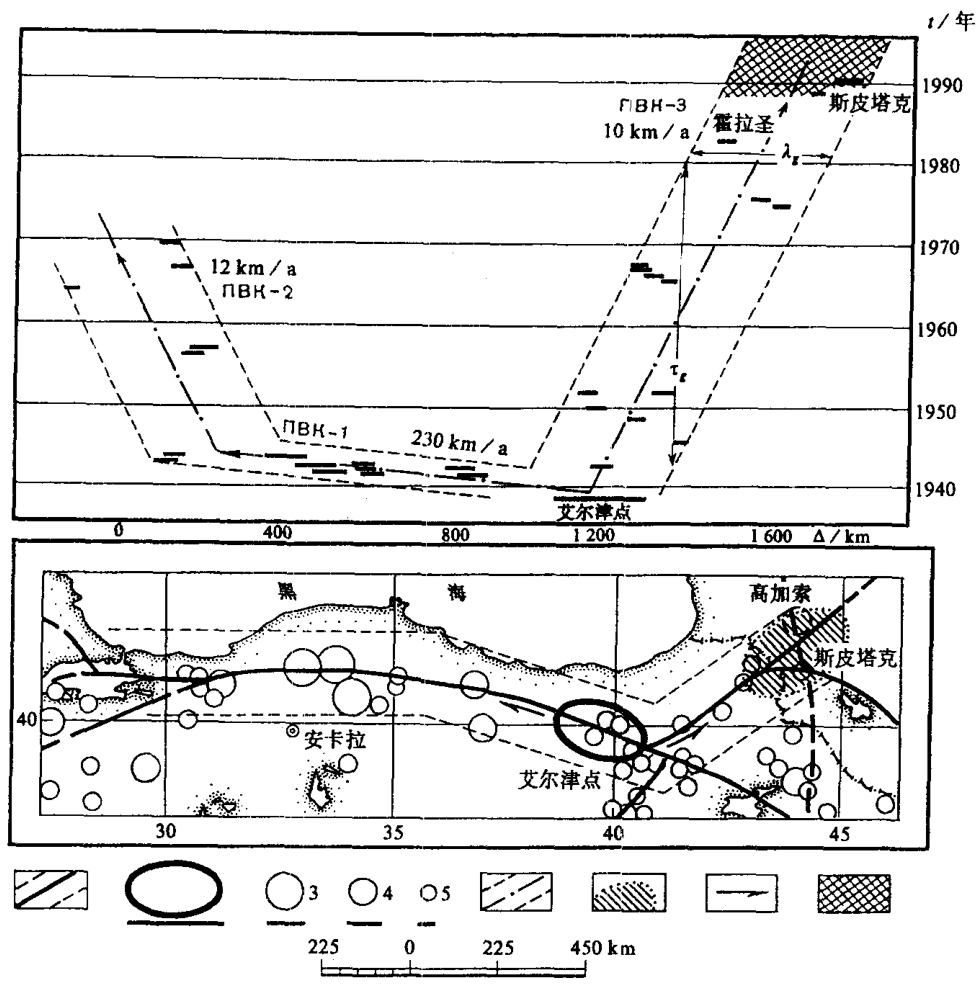 t/年
1990
ПВК-3
斯皮塔克
10 km/a
霍拉圣
λg
1980
1970
12 km/a
ПВК-2
1960
τg
1950
ПВК-1
230 km/a
1940
艾尔津点
0
400
800
1 200
1 600
Δ/km
黑
海
高加索
斯皮塔克
40
安卡拉
艾尔津点
30
35
40
45
3
4
5
225
0
225
450 km